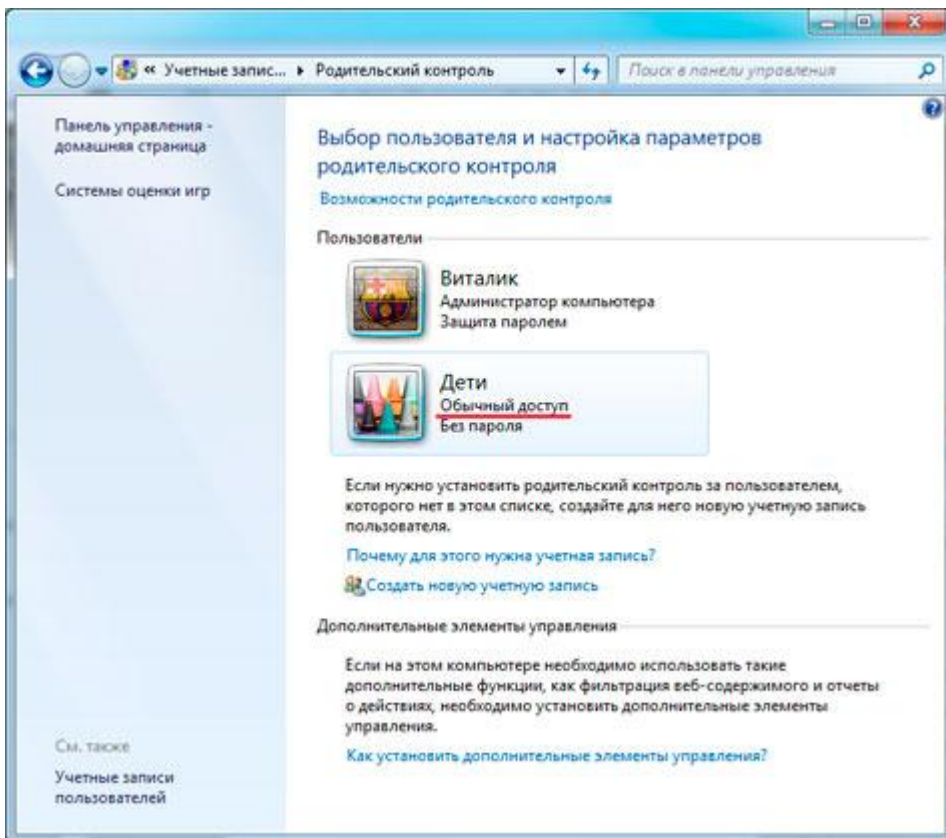 « Учетные запис... ▸ Родительский контроль
Поиск в панели управления
Панель управления -
домашняя страница
Системы оценки игр
Выбор пользователя и настройка параметров
родительского контроля
Возможности родительского контроля
Пользователи
Виталик
Администратор компьютера
Защита паролем
Дети
Обычный доступ
Без пароля
Если нужно установить родительский контроль за пользователем,
которого нет в этом списке, создайте для него новую учетную запись
пользователя.
Почему для этого нужна учетная запись?
Создать новую учетную запись
Дополнительные элементы управления
Если на этом компьютере необходимо использовать такие
дополнительные функции, как фильтрация веб-содержимого и отчеты
о действиях, необходимо установить дополнительные элементы
управления.
Как установить дополнительные элементы управления?
См. также
Учетные записи
пользователей